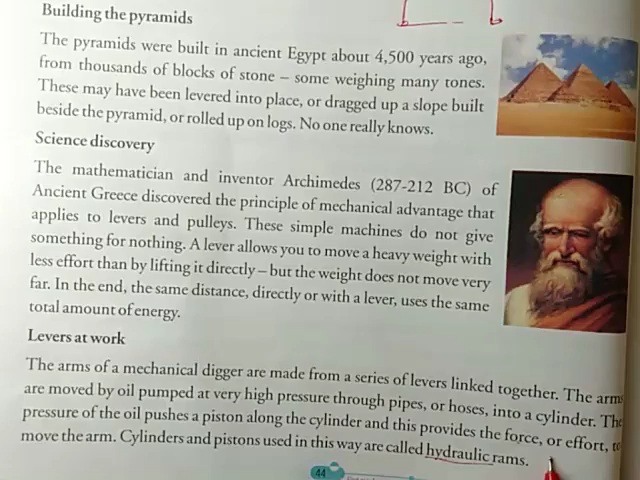 Building the pyramids
The pyramids were built in ancient Egypt about 4,500 years ago,
from thousands of blocks of stone – some weighing many tones.
These may have been levered into place, or dragged up a slope built
beside the pyramid, or rolled up on logs. No one really knows.
Science discovery
The mathematician and inventor Archimedes (287-212 BC) of
Ancient Greece discovered the principle of mechanical advantage that
applies to levers and pulleys. These simple machines do not give
something for nothing. A lever allows you to move a heavy weight with
less effort than by lifting it directly – but the weight does not move very
far. In the end, the same distance, directly or with a lever, uses the same
total amount of energy.
Levers at work
The arms of a mechanical digger are made from a series of levers linked together. The arms
are moved by oil pumped at very high pressure through pipes, or hoses, into a cylinder. The
pressure of the oil pushes a piston along the cylinder and this provides the force, or effort, to
move the arm. Cylinders and pistons used in this way are called hydraulic rams.
44